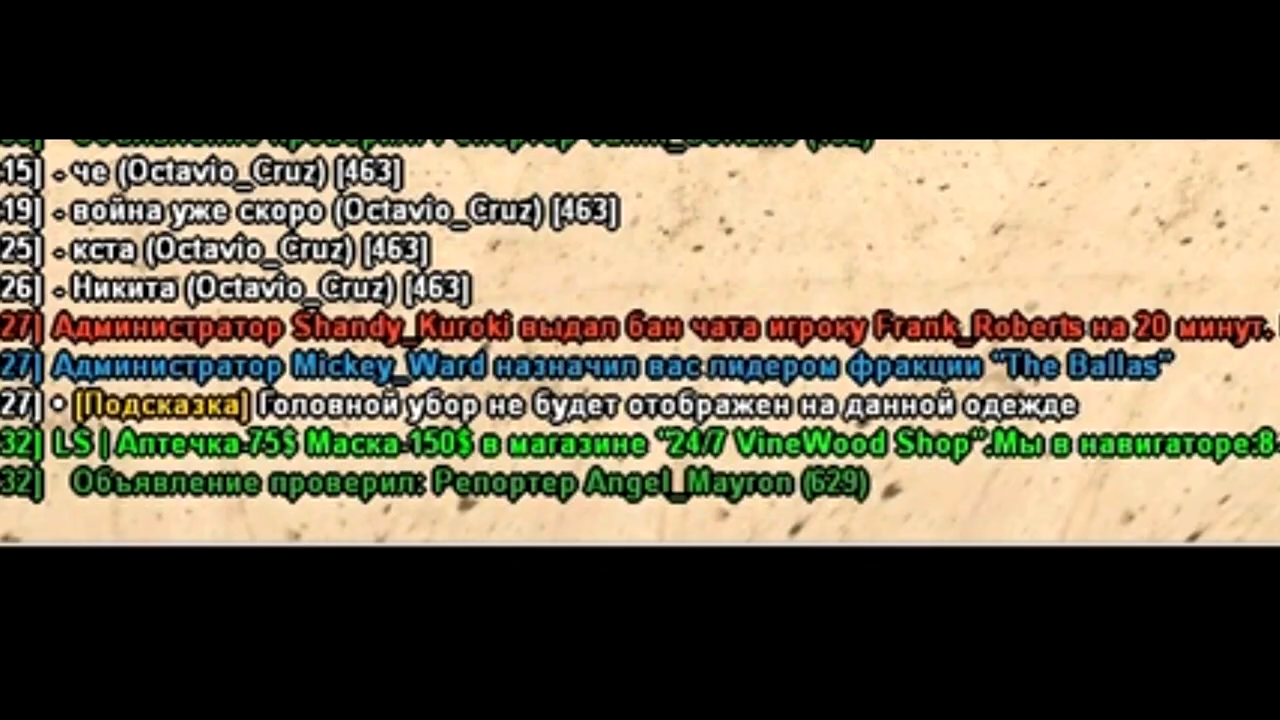 15] - че (Octavio_Cruz) [463]
19] - война уже скоро (Octavio_Cruz) [463]
25] - кста (Octavio_Cruz) [463]
26] - Никита (Octavio_Cruz) [463]
27] Администратор Shandy_Kuroki выдал бан чата игроку Frank_Roberts на 20 минут.
27] Администратор Mickey_Ward назначил вас лидером фракции "The Ballas"
27] • [Подсказка] Головной убор не будет отображен на данной одежде
32] LS | Аптечка-75$ Маска-150$ в магазине "24/7 VineWood Shop".Мы в навигаторе:8-
32] Объявление проверил: Репортер Angel_Mayron (629)